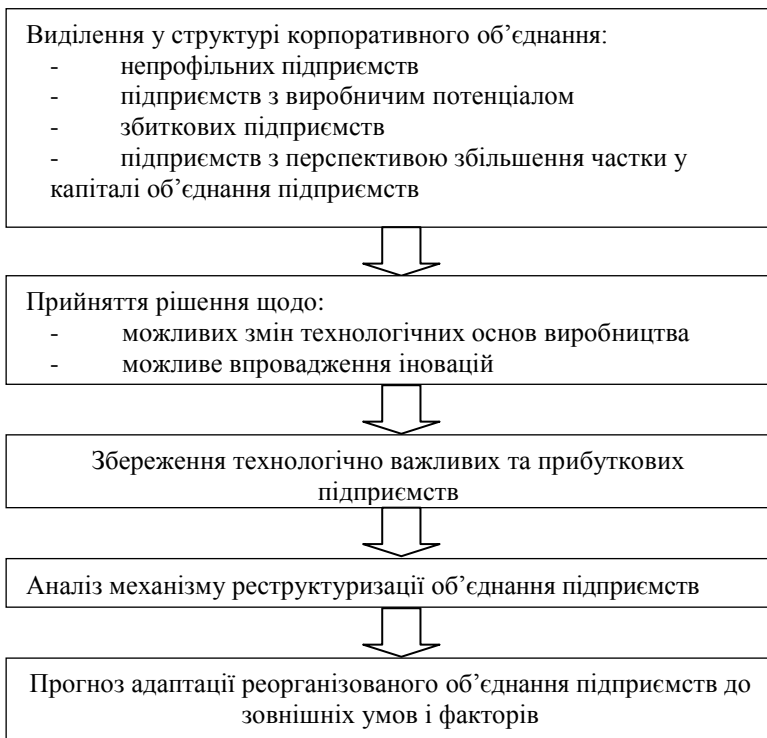 Виділення у структурі корпоративного об’єднання:
- непрофільних підприємств
- підприємств з виробничим потенціалом
- збиткових підприємств
- підприємств з перспективою збільшення частки у
капіталі об’єднання підприємств
Прийняття рішення щодо:
- можливих змін технологічних основ виробництва
- можливе впровадження іновацій
Збереження технологічно важливих та прибуткових
підприємств
Аналіз механізму реструктуризації об’єднання підприємств
Прогноз адаптації реорганізованого об’єднання підприємств до
зовнішніх умов і факторів